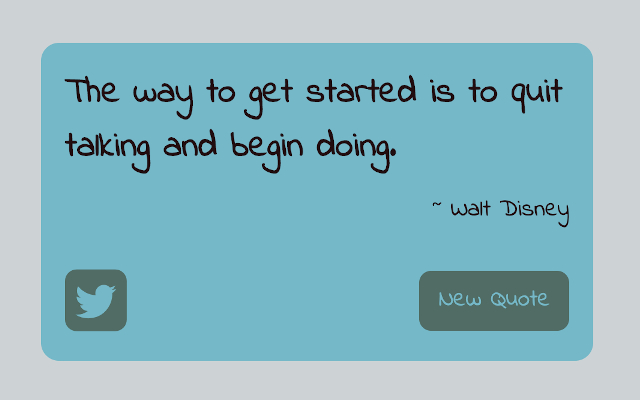 The way to get started is to quit
talking and begin doing.
~ Walt Disney
New Quote